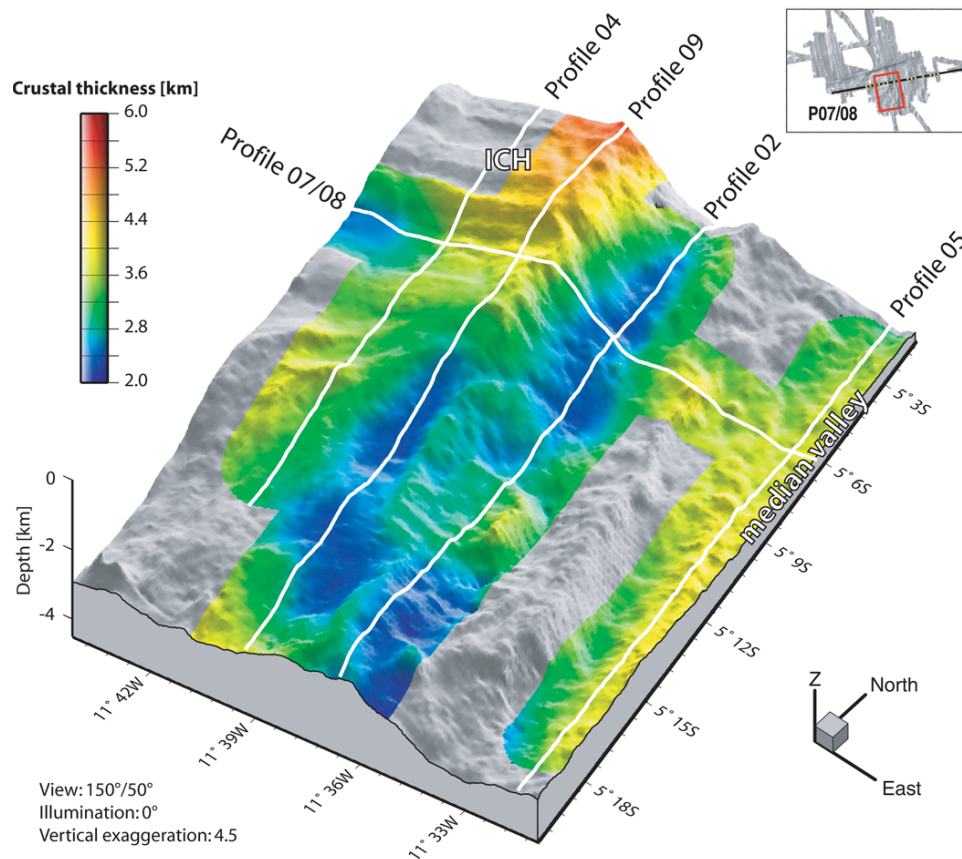 Crustal thickness [km]
6.0
5.2
4.4
3.6
2.8
2.0
Profile 04
Profile 09
Profile 07/08
ICH
Profile 02
Profile 05
P07/08
median valley
0
-2
-4
Depth [km]
11° 42W
11° 39W
11° 36W
11° 33W
5° 3S
5° 6S
5° 9S
5° 12S
5° 15S
5° 18S
Z
North
East
View: 150°/50°
Illumination: 0°
Vertical exaggeration: 4.5